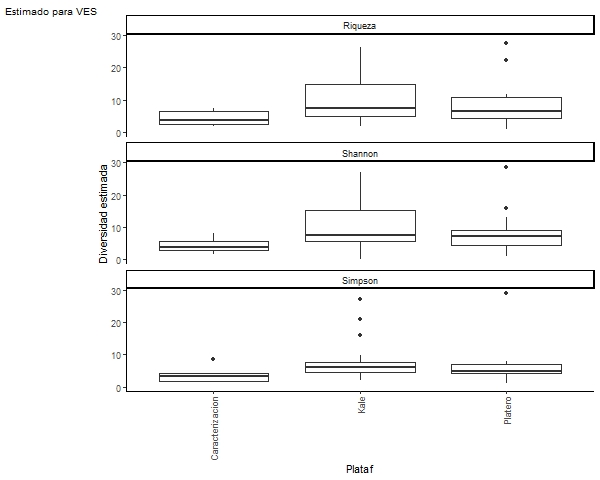 Estimado para VES
Riqueza
30
20
10
0
Shannon
30
20
10
0
Simpson
30
20
10
0
Diversidad estimada
Caracterizacion
Kale
Platero
Plataf